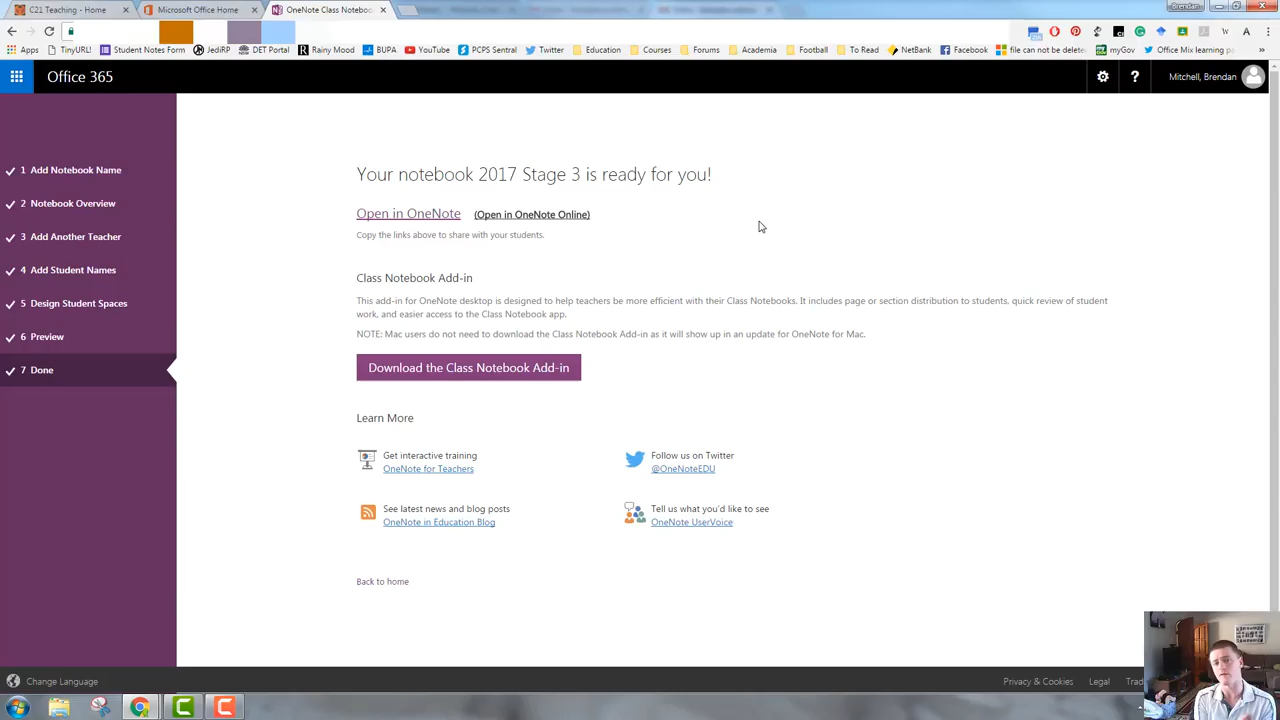 C21 Teaching - Home
Microsoft Office Home
OneNote Class Notebook
Brendan
Apps
TinyURL!
Student Notes Form
JediRP
DET Portal
Rainy Mood
BUPA
YouTube
PCPS Sentral
Twitter
Education
Courses
Forums
Academia
Football
To Read
NetBank
Facebook
file can not be delete
myGov
Office Mix learning p
Office 365
?
Mitchell, Brendan
1 Add Notebook Name
2 Notebook Overview
3 Add Another Teacher
4 Add Student Names
5 Design Student Spaces
6 Preview
7 Done
Your notebook 2017 Stage 3 is ready for you!
Open in OneNote (Open in OneNote Online)
Copy the links above to share with your students.
Class Notebook Add-in
This add-in for OneNote desktop is designed to help teachers be more efficient with their Class Notebooks. It includes page or section distribution to students, quick review of student
work, and easier access to the Class Notebook app.
NOTE: Mac users do not need to download the Class Notebook Add-in as it will show up in an update for OneNote for Mac.
Download the Class Notebook Add-in
Learn More
Get interactive training
OneNote for Teachers
Follow us on Twitter
@OneNoteEDU
See latest news and blog posts
OneNote in Education Blog
Tell us what you'd like to see
OneNote UserVoice
Back to home
Change Language
Privacy & Cookies
Legal
Trad